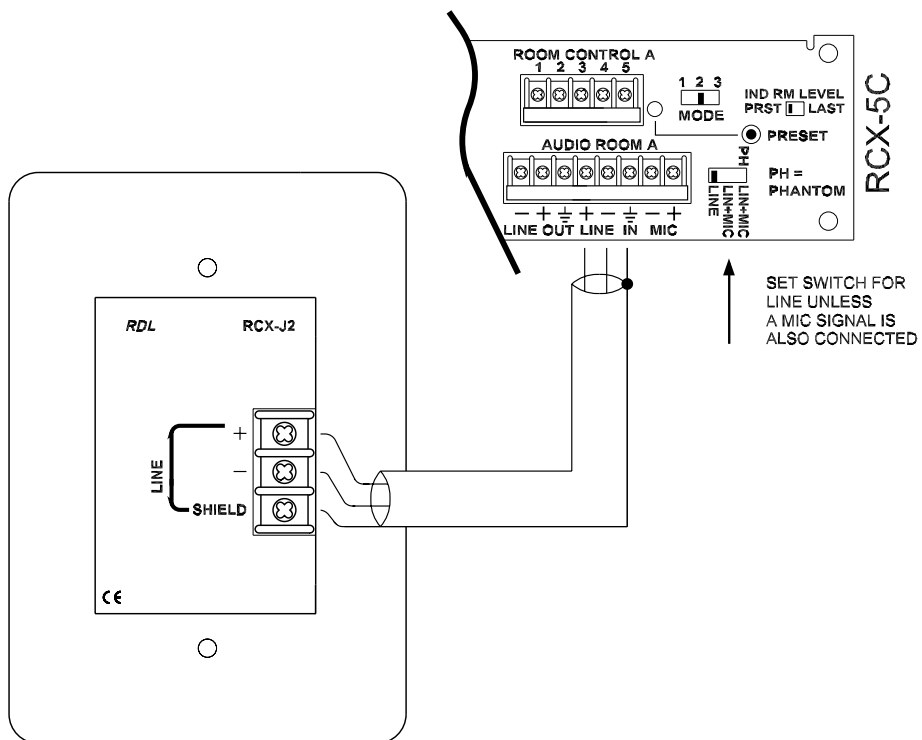 ROOM CONTROL A
1 2 3 4 5
1 2 3
MODE
IND RM LEVEL
PRST LAST
PRESET
AUDIO ROOM A
PH
LINE
LIN+MIC
LIN+MIC
PH =
PHANTOM
− + ⏚ + − ⏚ − +
LINE OUT LINE IN MIC
RCX-5C
SET SWITCH FOR
LINE UNLESS
A MIC SIGNAL IS
ALSO CONNECTED
RDL RCX-J2
+
−
LINE
SHIELD
CE